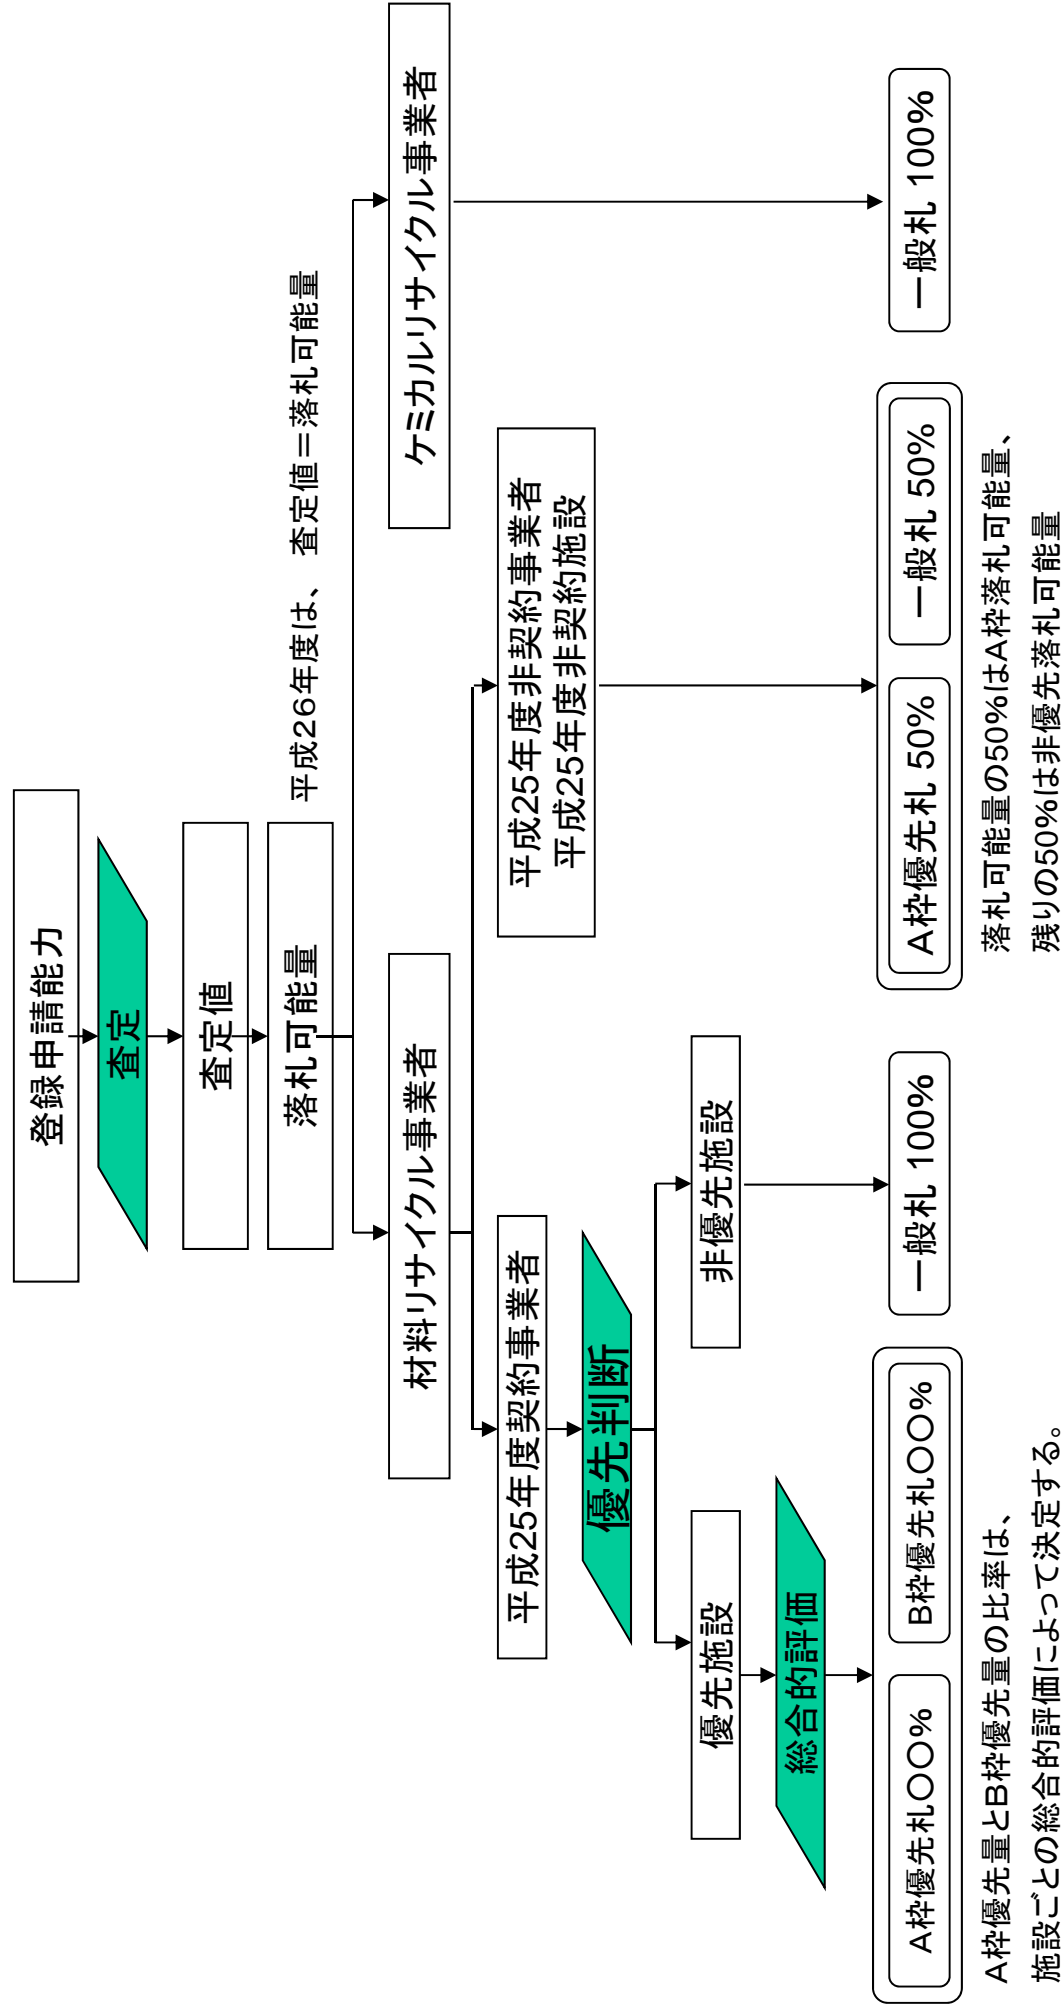 登録申請能力
査定
査定値
落札可能量
平成26年度は、 査定値＝落札可能量
材料リサイクル事業者
ケミカルリサイクル事業者
平成25年度契約事業者
平成25年度非契約事業者
平成25年度非契約施設
優先判断
優先施設
非優先施設
総合的評価
A枠優先札〇〇%
B枠優先札〇〇%
一般札 100%
A枠優先札 50%
一般札 50%
一般札 100%
A枠優先量とB枠優先量の比率は、
施設ごとの総合的評価によって決定する。
落札可能量の50%はA枠落札可能量、
残りの50%は非優先落札可能量